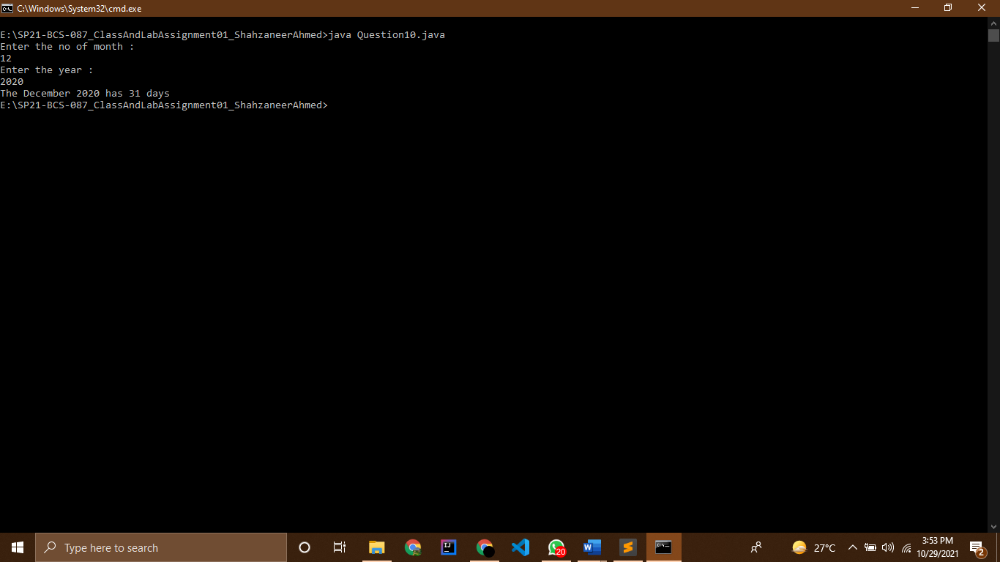 C:\Windows\System32\cmd.exe
E:\SP21-BCS-087_ClassAndLabAssignment01_ShahzaneerAhmed>java Question10.java
Enter the no of month :
12
Enter the year :
2020
The December 2020 has 31 days
E:\SP21-BCS-087_ClassAndLabAssignment01_ShahzaneerAhmed>
Type here to search
20
27°C
3:53 PM
10/29/2021
2